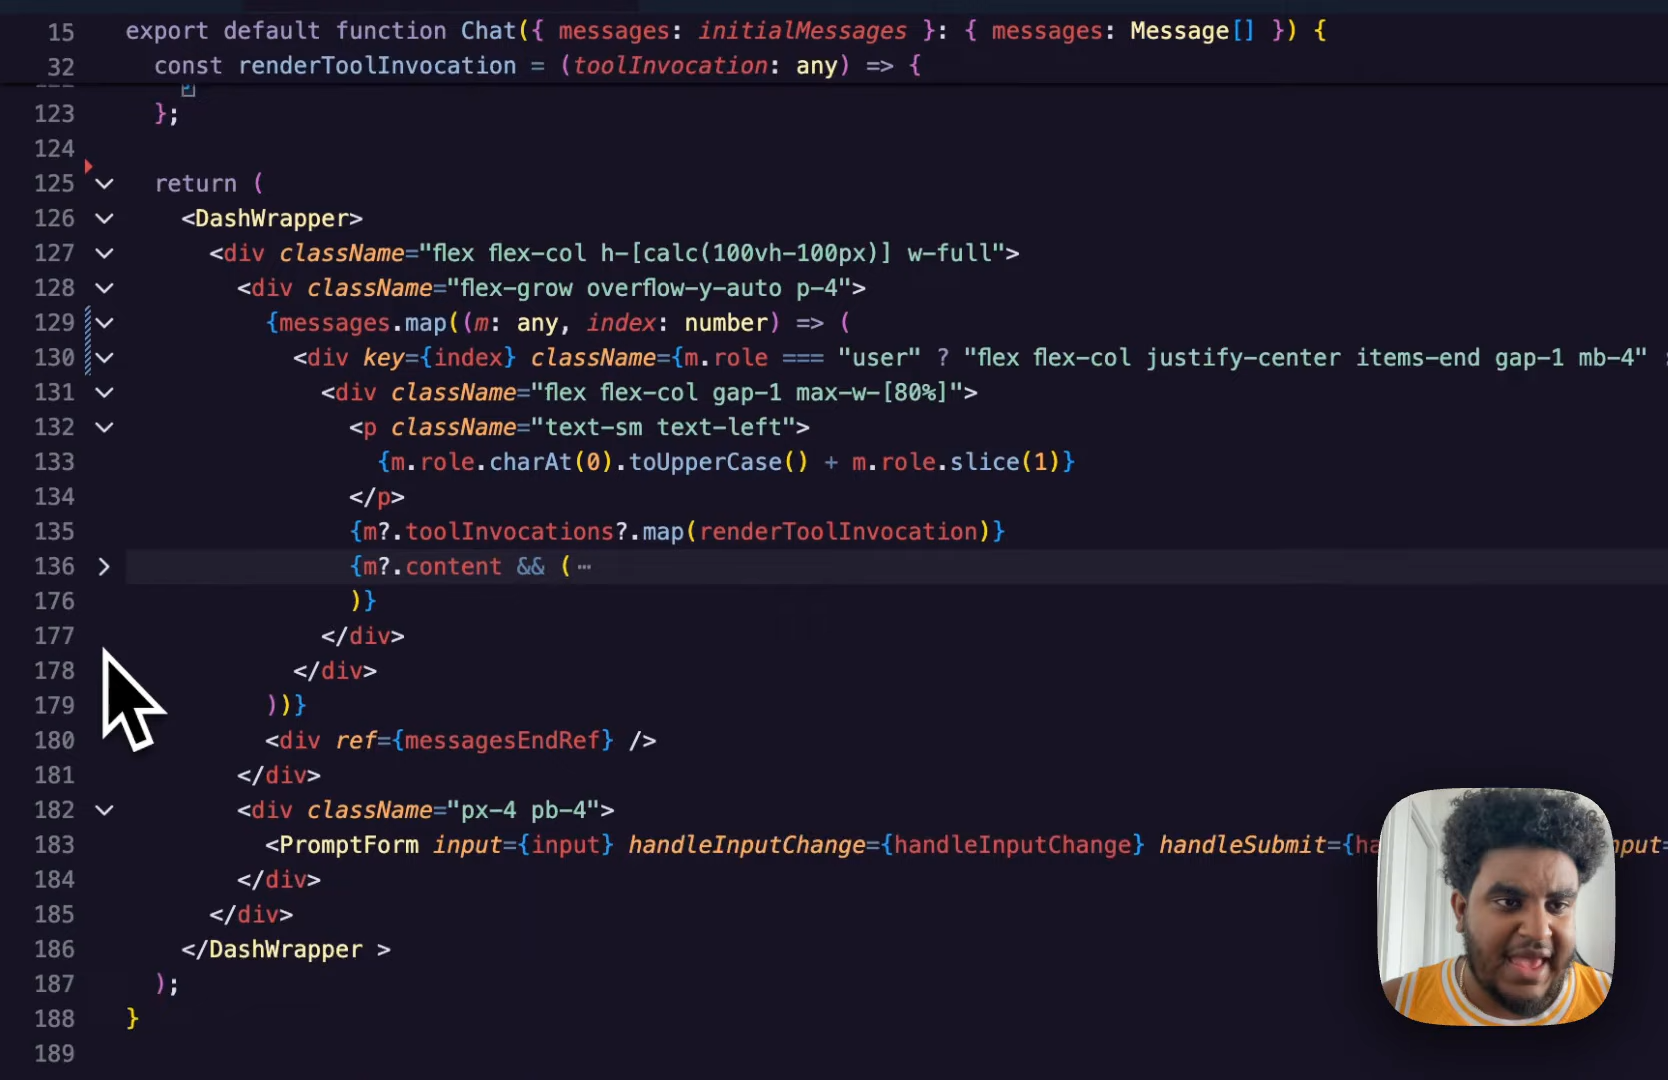 15 export default function Chat({ messages: initialMessages }: { messages: Message[] }) {
32 const renderToolInvocation = (toolInvocation: any) => {
123 };
124
125 return (
126 <DashWrapper>
127 <div className="flex flex-col h-[calc(100vh-100px)] w-full">
128 <div className="flex-grow overflow-y-auto p-4">
129 {messages.map((m: any, index: number) => (
130 <div key={index} className={m.role === "user" ? "flex flex-col justify-center items-end gap-1 mb-4"
131 <div className="flex flex-col gap-1 max-w-[80%]">
132 <p className="text-sm text-left">
133 {m.role.charAt(0).toUpperCase() + m.role.slice(1)}
134 </p>
135 {m?.toolInvocations?.map(renderToolInvocation)}
136 {m?.content && (⋯
176 )}
177 </div>
178 </div>
179 ))}
180 <div ref={messagesEndRef} />
181 </div>
182 <div className="px-4 pb-4">
183 <PromptForm input={input} handleInputChange={handleInputChange} handleSubmit={ha nput=
184 </div>
185 </div>
186 </DashWrapper >
187 );
188 }
189